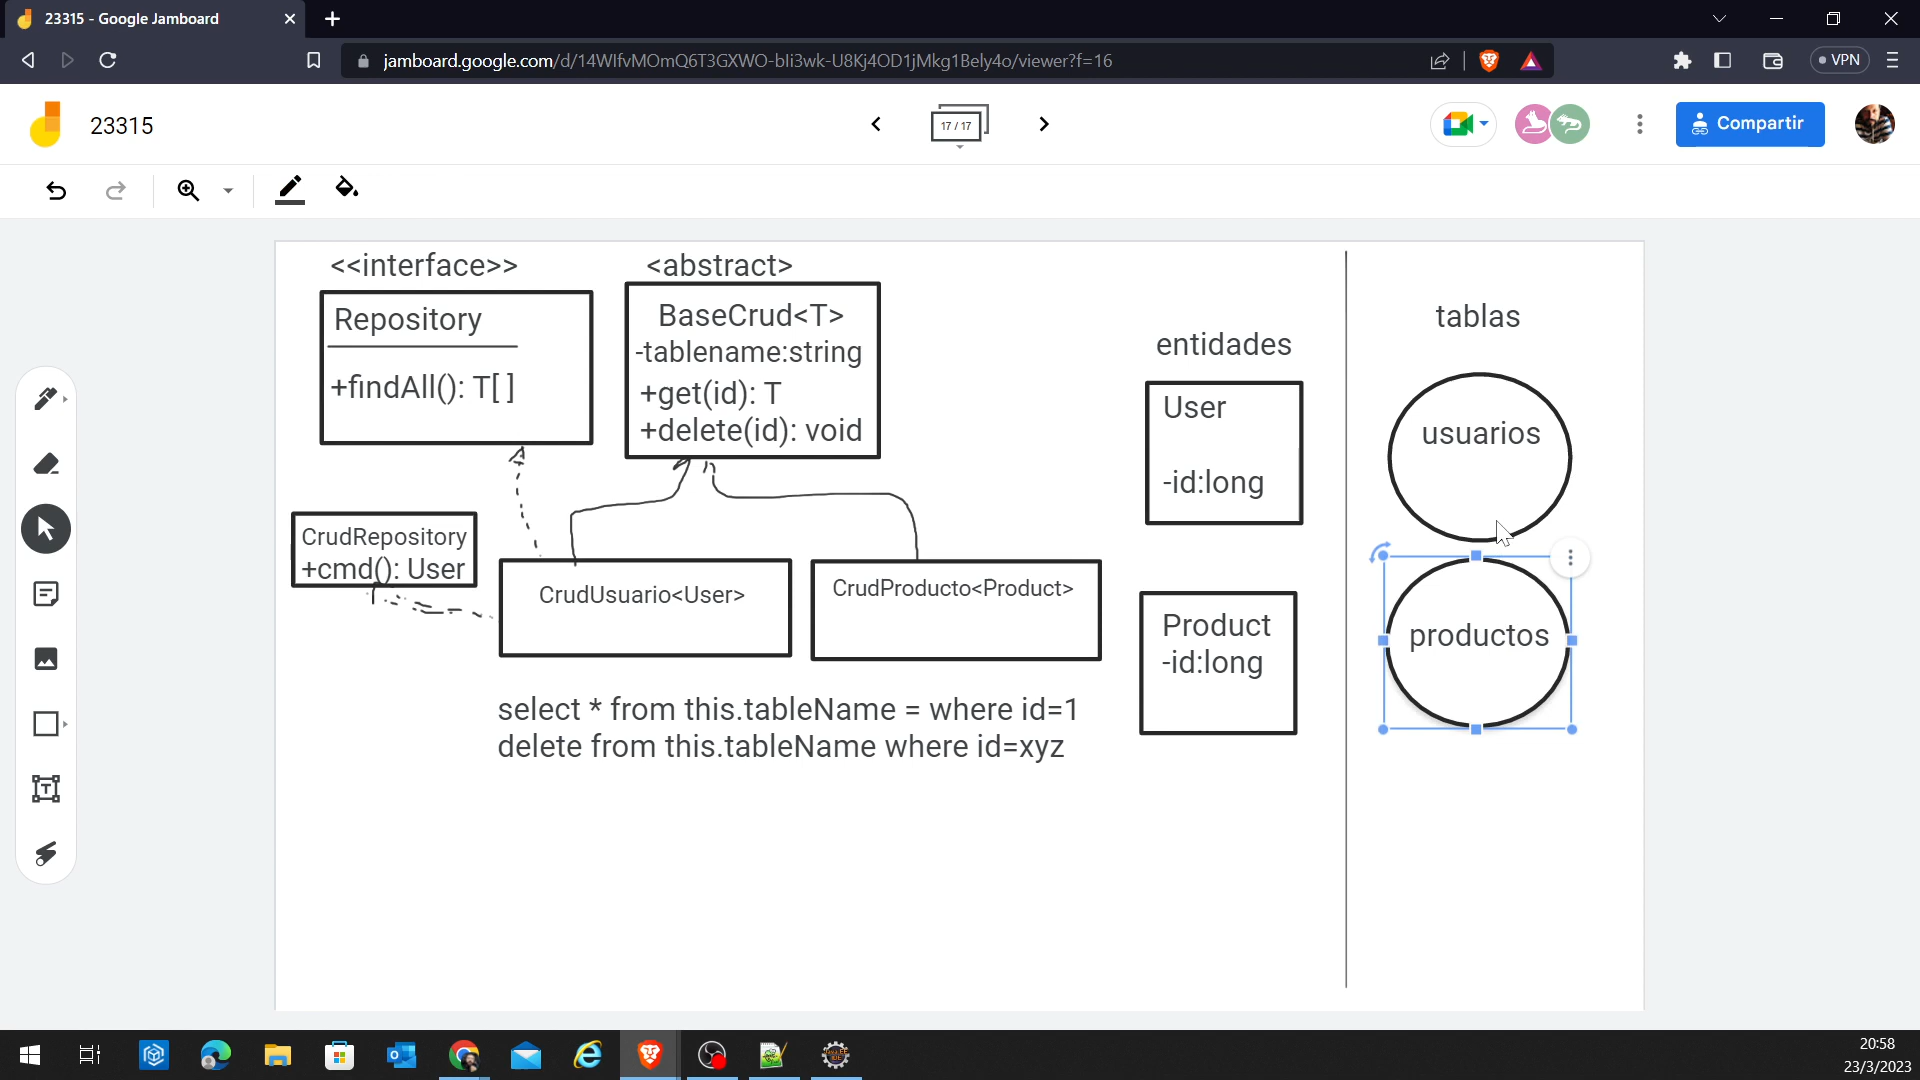 23315 - Google Jamboard
jamboard.google.com/d/14WIfvMOmQ6T3GXWO-bIi3wk-U8Kj4OD1jMkg1Bely4o/viewer?f=16
VPN
23315
17 / 17
Compartir
<<interface>>
Repository
+findAll(): T[ ]
<abstract>
BaseCrud<T>
-tablename:string
+get(id): T
+delete(id): void
entidades
User
-id:long
tablas
usuarios
CrudRepository
+cmd(): User
CrudUsuario<User>
CrudProducto<Product>
Product
-id:long
productos
select * from this.tableName = where id=1
delete from this.tableName where id=xyz
20:58
23/3/2023